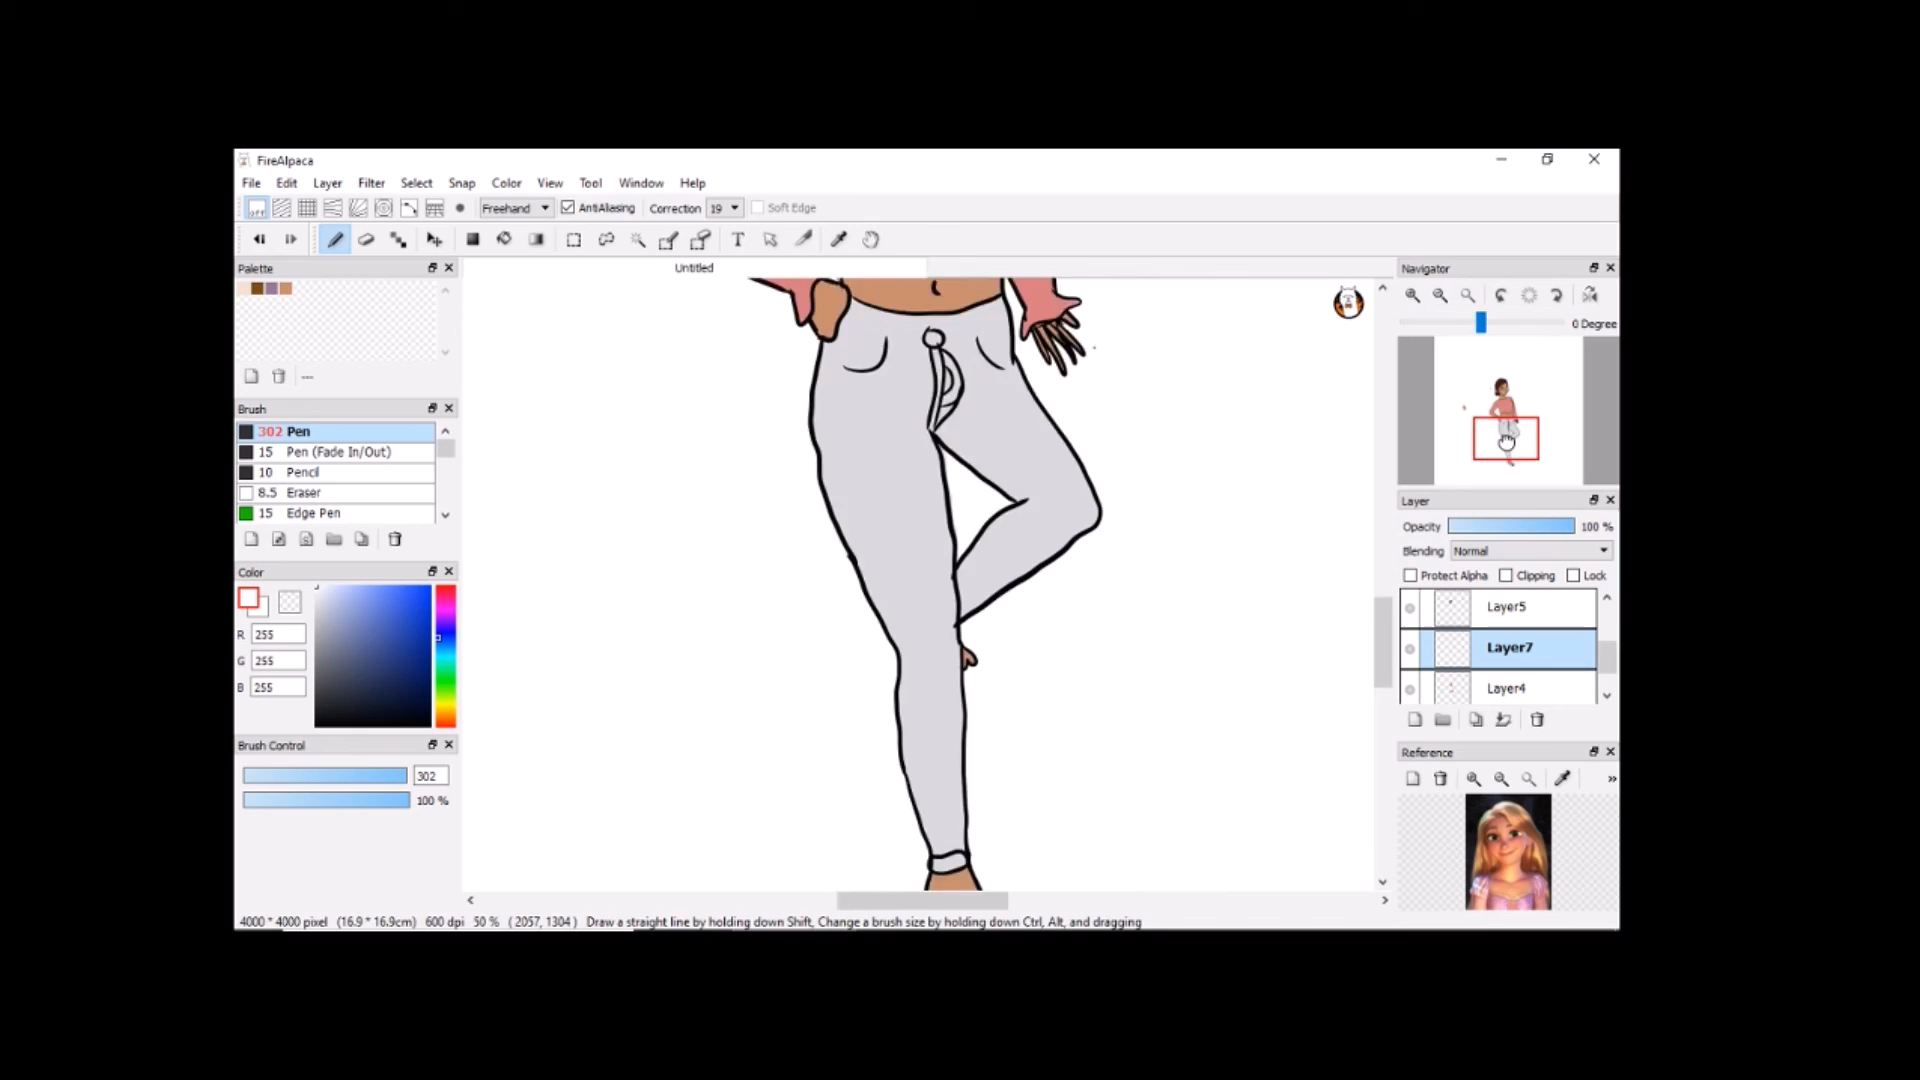 FireAlpaca
File Edit Layer Filter Select Snap Color View Tool Window Help
OFF Freehand AntiAliasing Correction 19 Soft Edge
Untitled
Palette
Brush
302 Pen
15 Pen (Fade In/Out)
10 Pencil
8.5 Eraser
15 Edge Pen
Color
R 255
G 255
B 255
Brush Control
302
100 %
Navigator
0 Degree
Layer
Opacity 100 %
Blending Normal
Protect Alpha Clipping Lock
Layer5
Layer7
Layer4
Reference
4000 * 4000 pixel (16.9 * 16.9cm) 600 dpi 50 % ( 2057, 1304 ) Draw a straight line by holding down Shift, Change a brush size by holding down Ctrl, Alt, and dragging